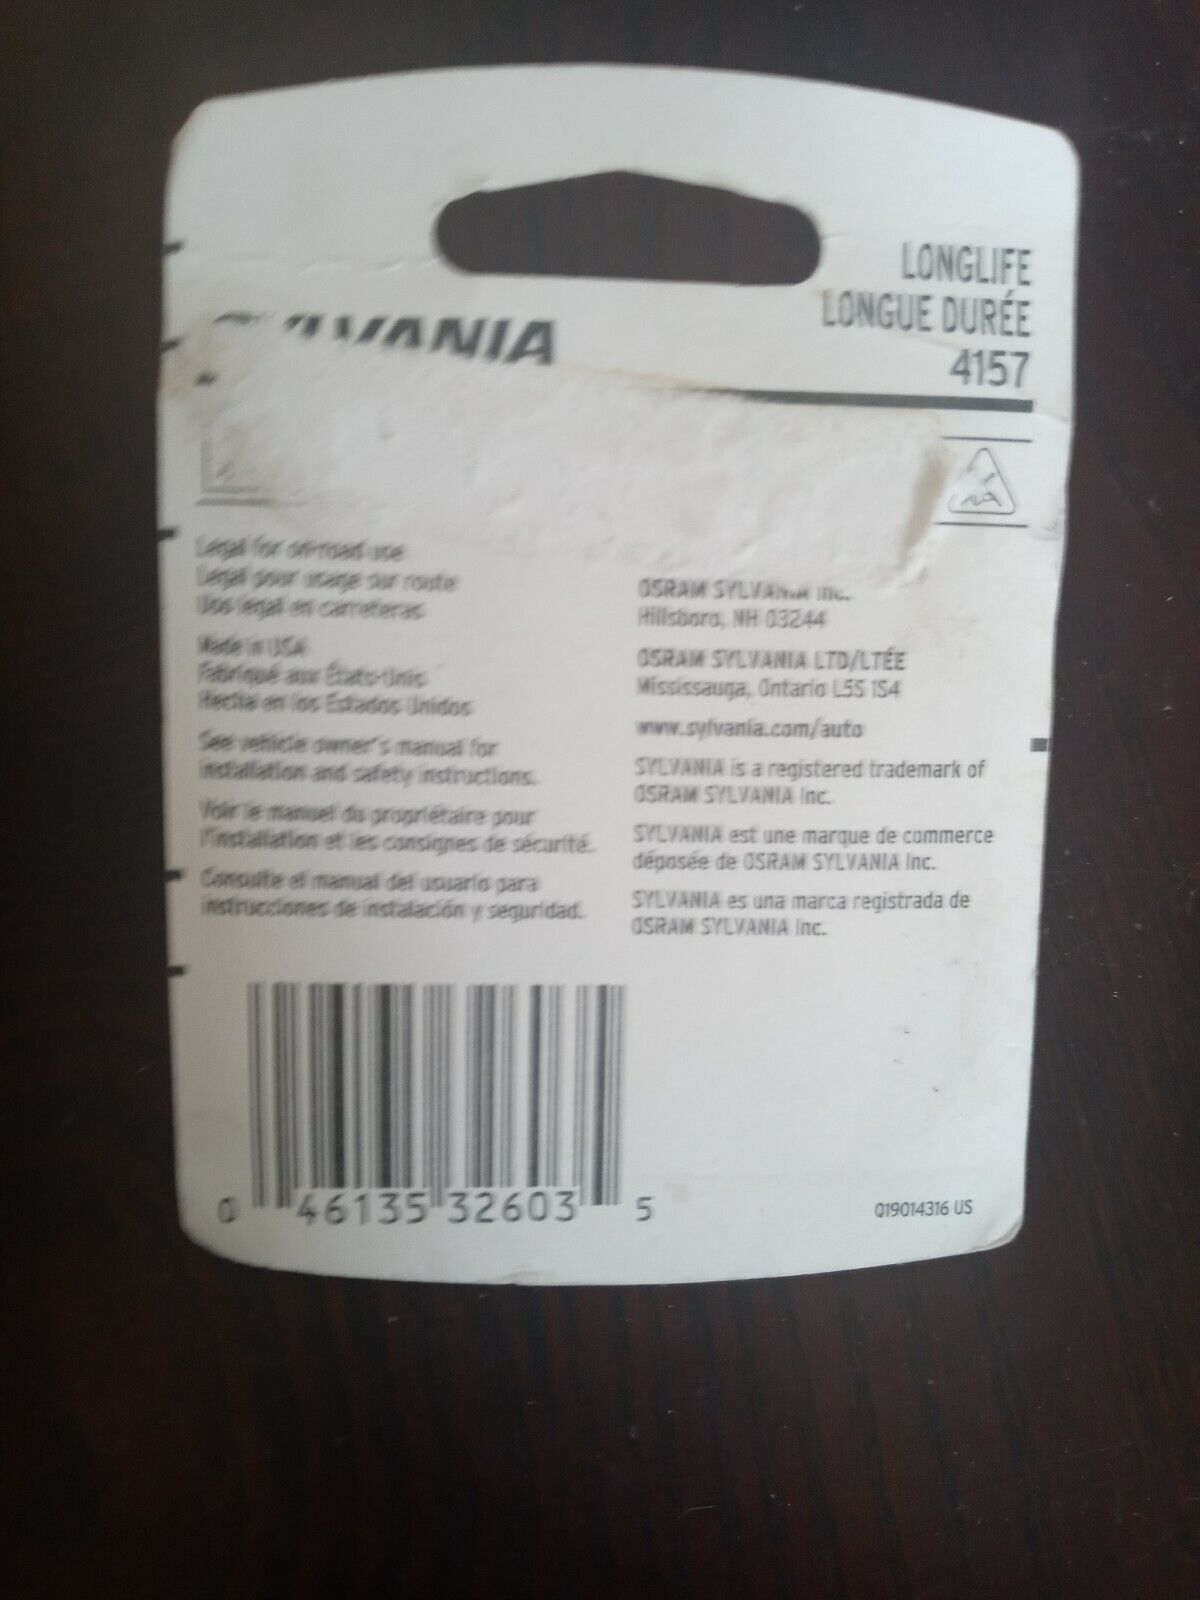 LONGLIFE
LONGUE DURÉE
4157
SYLVANIA
Legal for on-road use
Légal pour usage sur route
Uso legal en carreteras
Made in USA
Fabriqué aux États-Unis
Hecho en los Estados Unidos
See vehicle owner's manual for
installation and safety instructions.
Voir le manuel du propriétaire pour
l'installation et les consignes de sécurité.
Consulte el manual del usuario para
instrucciones de instalación y seguridad.
OSRAM SYLVANIA Inc.
Hillsboro, NH 03244
OSRAM SYLVANIA LTD/LTÉE
Mississauga, Ontario L5S 1S4
www.sylvania.com/auto
SYLVANIA is a registered trademark of
OSRAM SYLVANIA Inc.
SYLVANIA est une marque de commerce
déposée de OSRAM SYLVANIA Inc.
SYLVANIA es una marca registrada de
OSRAM SYLVANIA Inc.
0 46135 32603 5
Q19014316 US